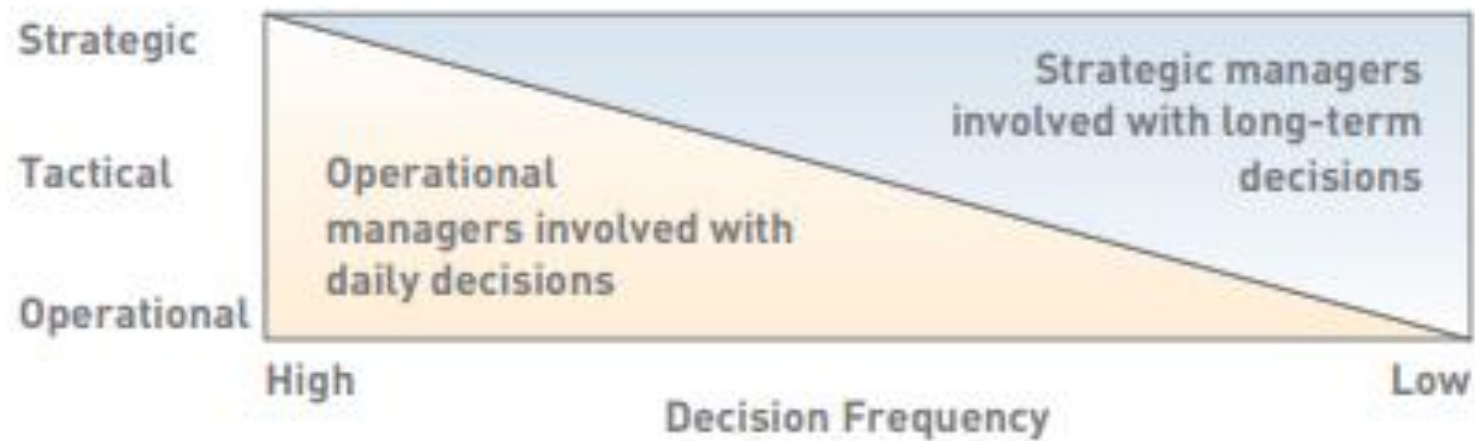 Strategic
Tactical
Operational
Operational
managers involved with
daily decisions
Strategic managers
involved with long-term
decisions
High
Low
Decision Frequency